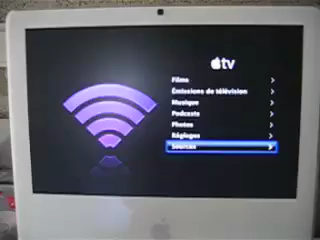 tv
Films
Émissions de télévision
Musique
Podcasts
Photos
Réglages
Sources